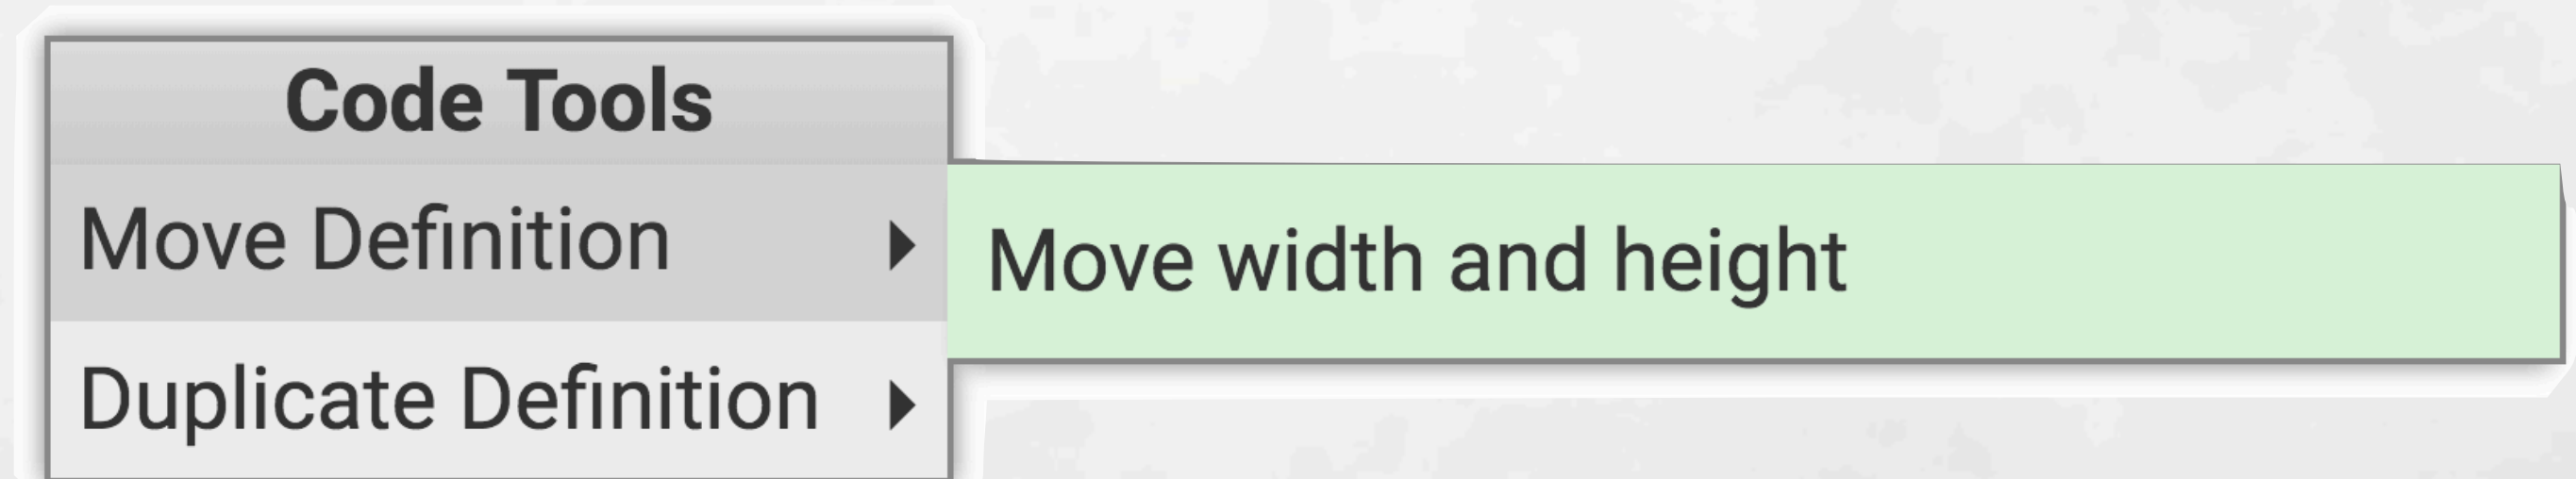 Code Tools
Move Definition
Move width and height
Duplicate Definition